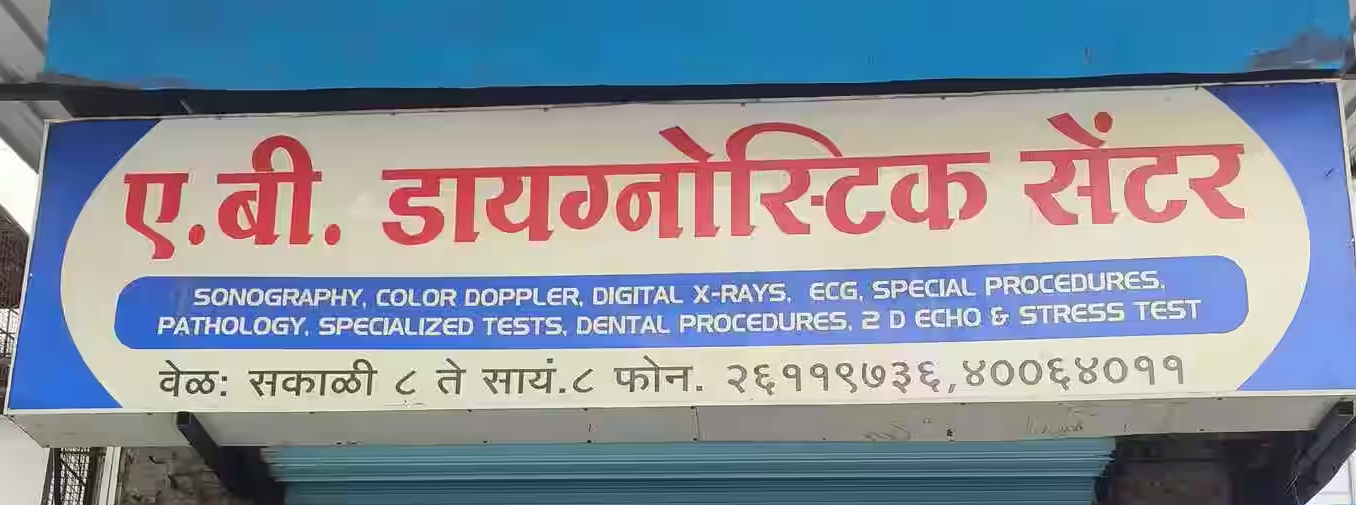 ए.बी. डायग्नोस्टिक सेंटर
SONOGRAPHY, COLOR DOPPLER, DIGITAL X-RAYS, ECG, SPECIAL PROCEDURES,
PATHOLOGY, SPECIALIZED TESTS, DENTAL PROCEDURES, 2 D ECHO & STRESS TEST
वेळ: सकाळी ८ ते सायं.८ फोन. २६११९७३६,४००६४०११